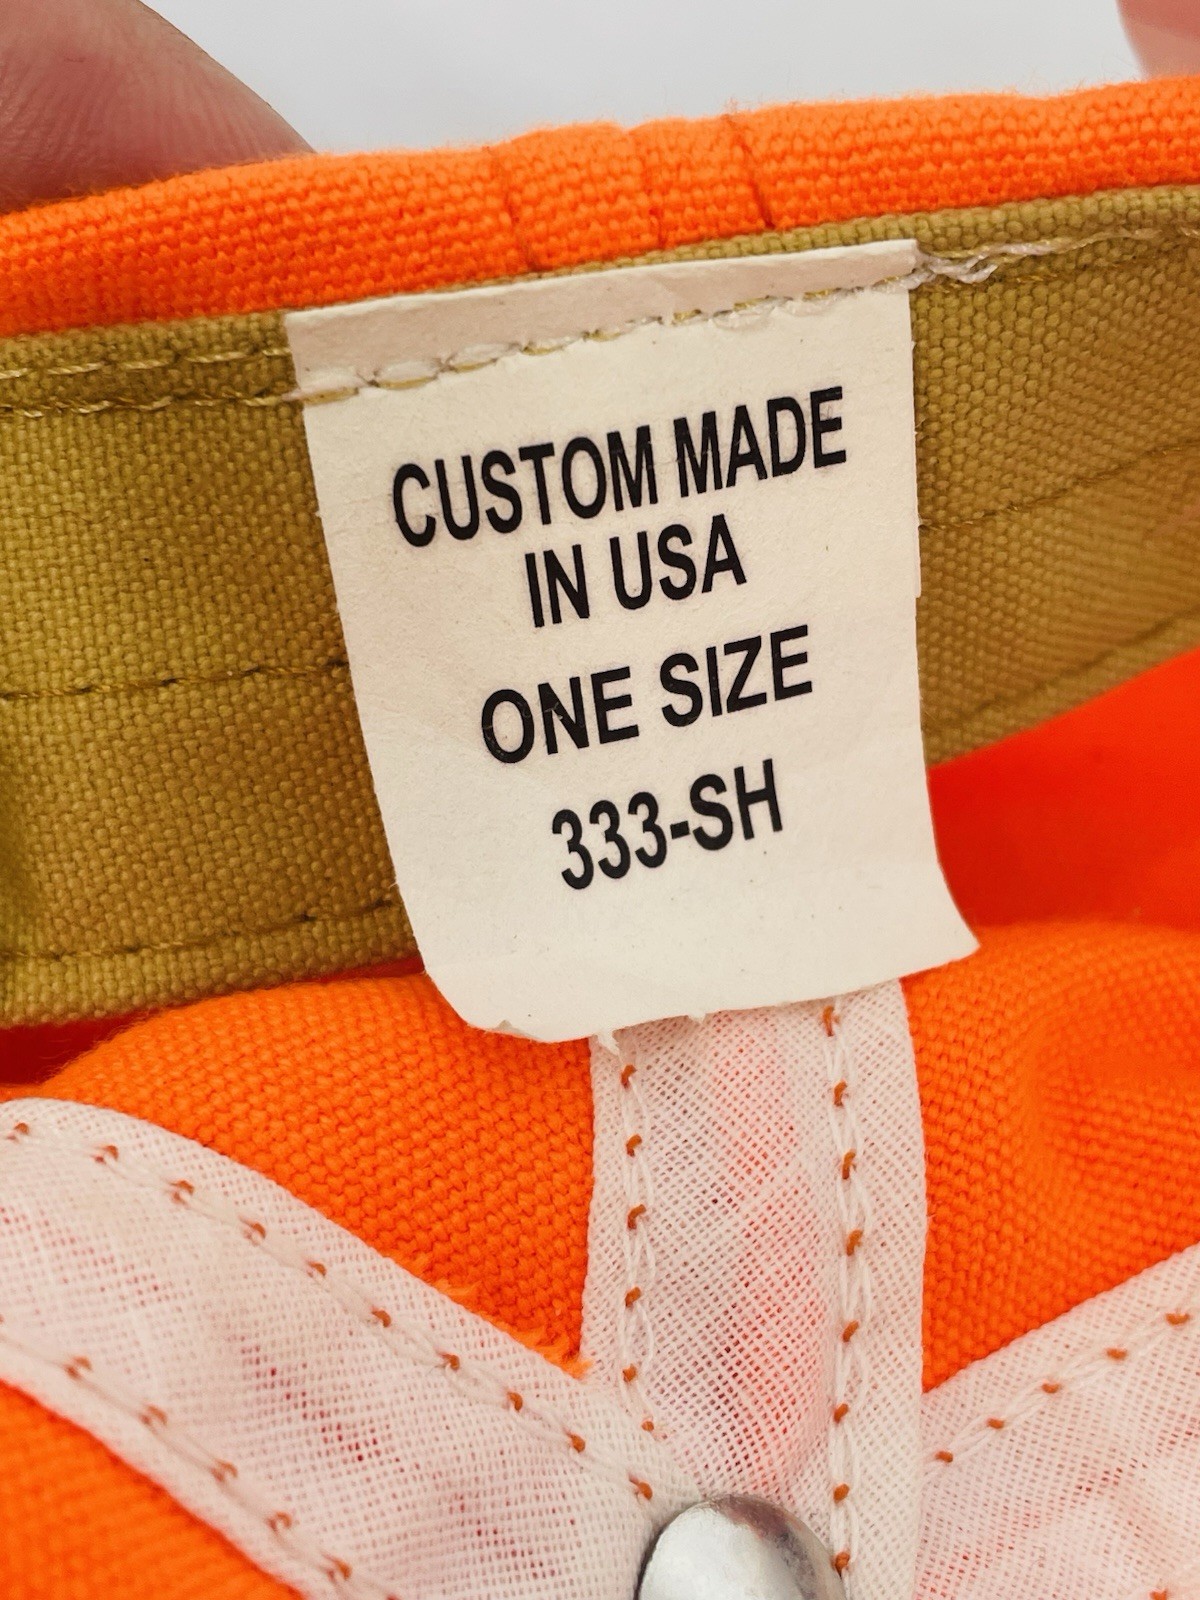 CUSTOM MADE
IN USA
ONE SIZE
333-SH